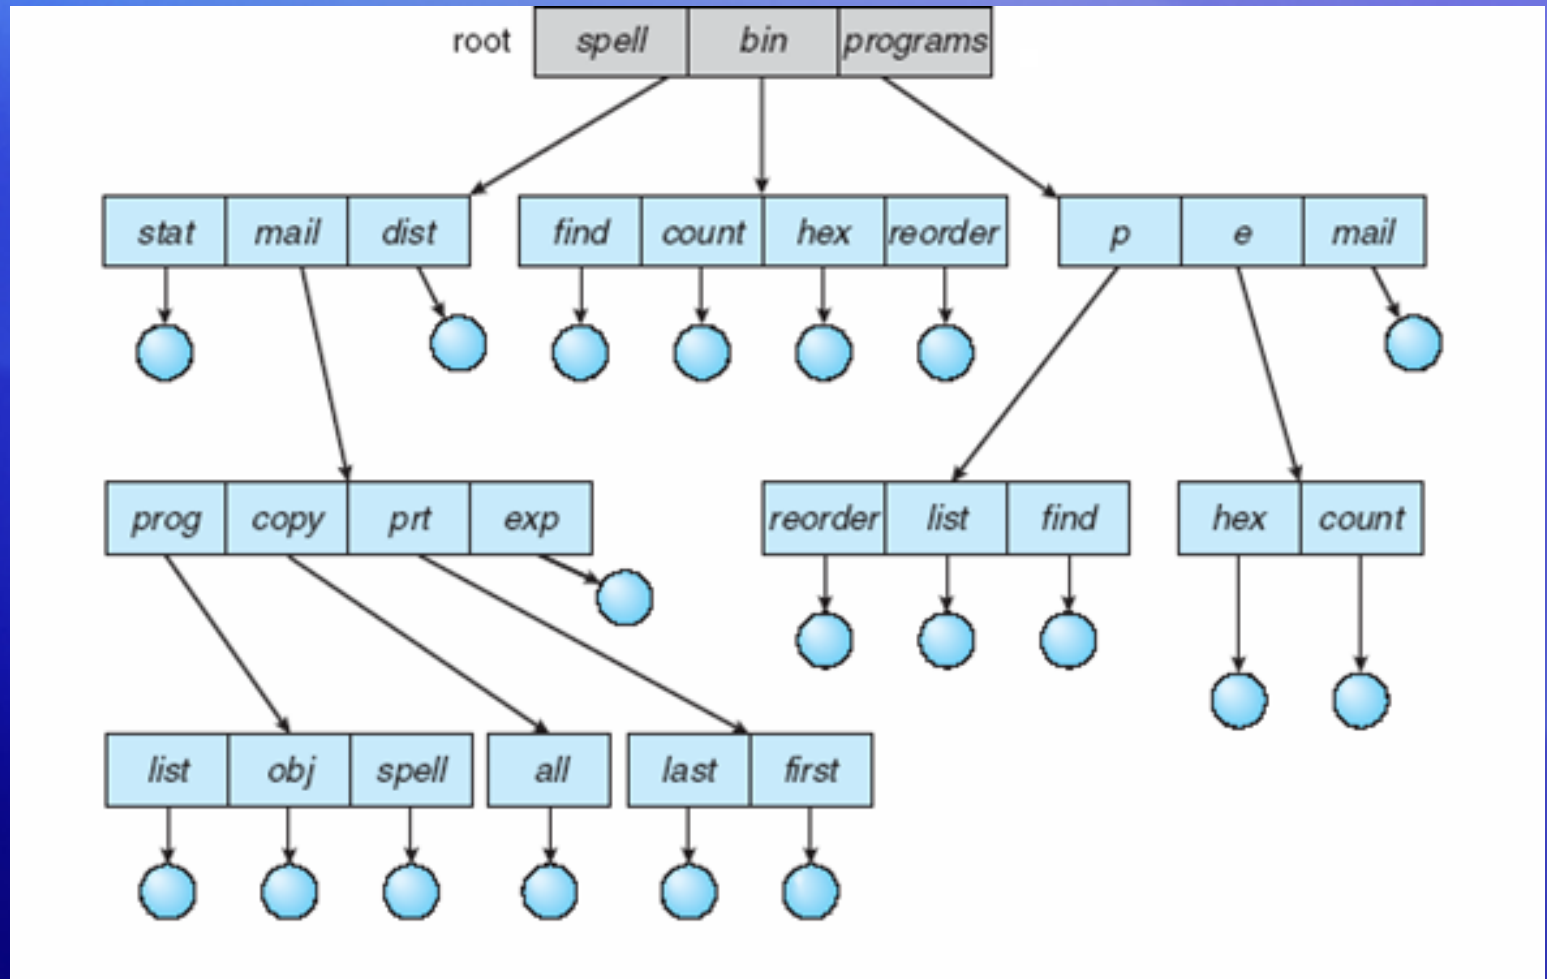 root spell bin programs
stat mail dist find count hex reorder p e mail
prog copy prt exp reorder list find hex count
list obj spell all last first